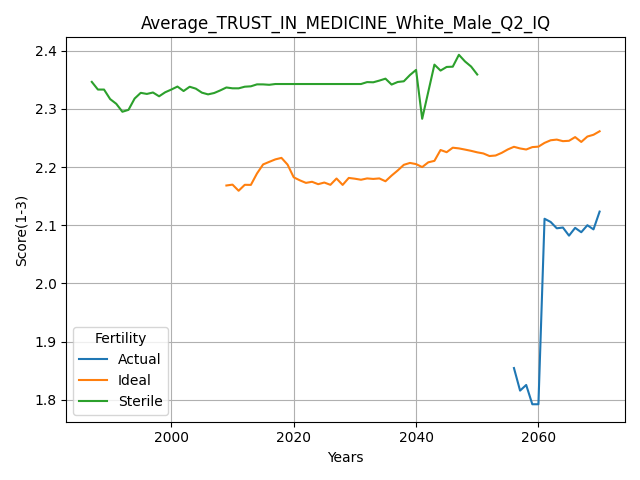 Average_TRUST_IN_MEDICINE_White_Male_Q2_IQ
2.4
2.3
2.2
2.1
2.0
1.9
1.8
Score(1-3)
Fertility
Actual
Ideal
Sterile
2000
2020
2040
2060
Years